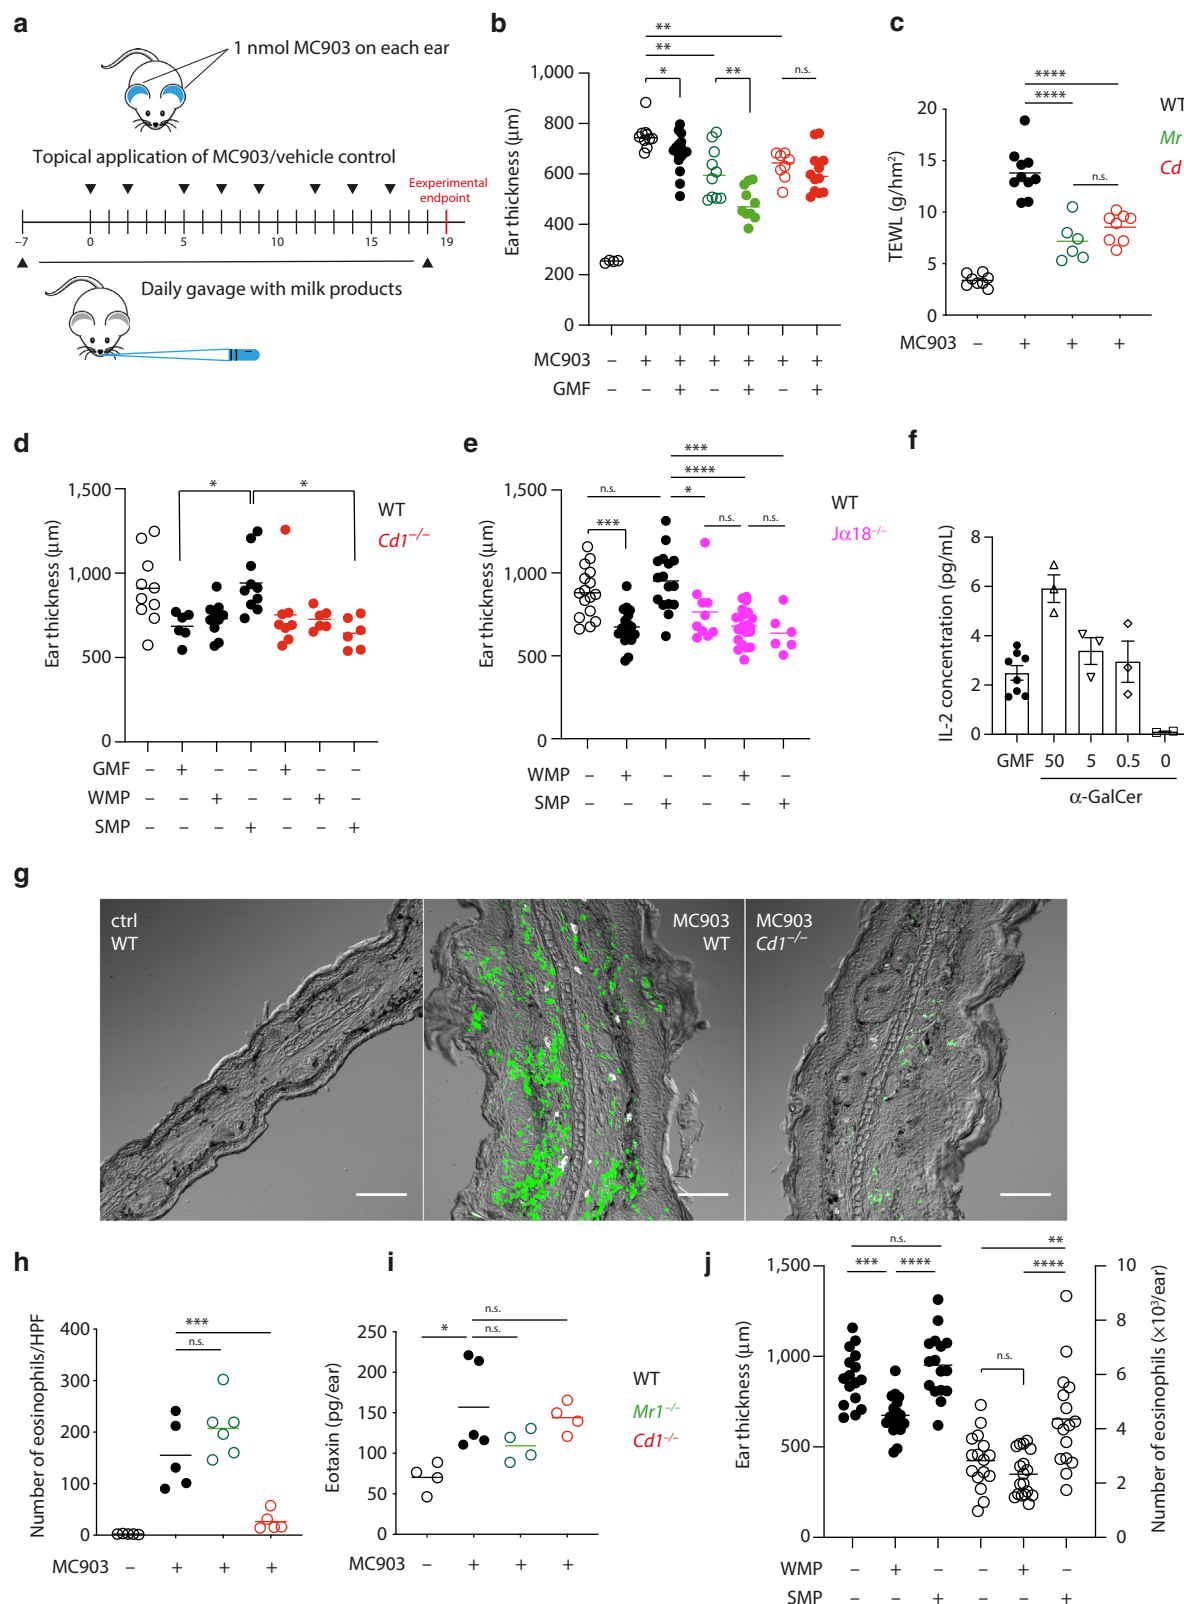 a
1 nmol MC903 on each ear
Topical application of MC903/vehicle control
Eexperimental
endpoint
−7 0 5 10 15 19
Daily gavage with milk products
b
**
**
* ** n.s.
Ear thickness (μm)
1,000
800
600
400
200
0
MC903 − + + + + + +
GMF − − + − + − +
c
****
****
n.s.
TEWL (g/hm²)
20
15
10
5
0
MC903 − + + +
WT
Mr
Cd
d
* *
Ear thickness (μm)
1,500
1,000
500
0
WT
Cd1−/−
GMF − + − − + − −
WMP − − + − − + −
SMP − − − + − − +
e
***
****
n.s. *
*** n.s. n.s.
Ear thickness (μm)
1,500
1,000
500
0
WT
Jα18−/−
WMP − + − − + −
SMP − − + − − +
f
IL-2 concentration (pg/mL)
8
6
4
2
0
GMF 50 5 0.5 0
α-GalCer
g
ctrl
WT
MC903
WT
MC903
Cd1−/−
h
***
n.s.
Number of eosinophils/HPF
400
300
200
100
0
MC903 − + + +
i
n.s.
* n.s.
Eotaxin (pg/ear)
250
200
150
100
50
0
MC903 − + + +
WT
Mr1−/−
Cd1−/−
j
n.s. **
*** **** ****
n.s.
Ear thickness (μm)
1,500
1,000
500
0
10
8
6
4
2
0
Number of eosinophils (×10³/ear)
WMP − + − − + −
SMP − − + − − +